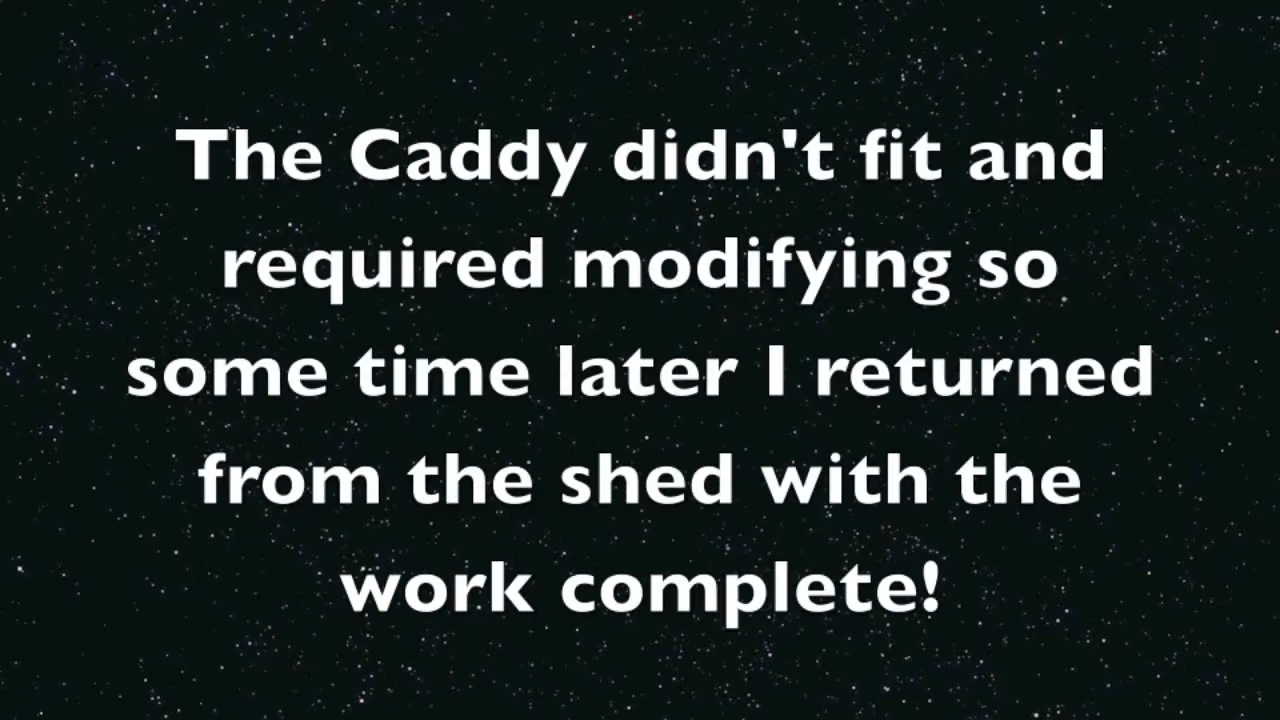 The Caddy didn't fit and
required modifying so
some time later I returned
from the shed with the
work complete!